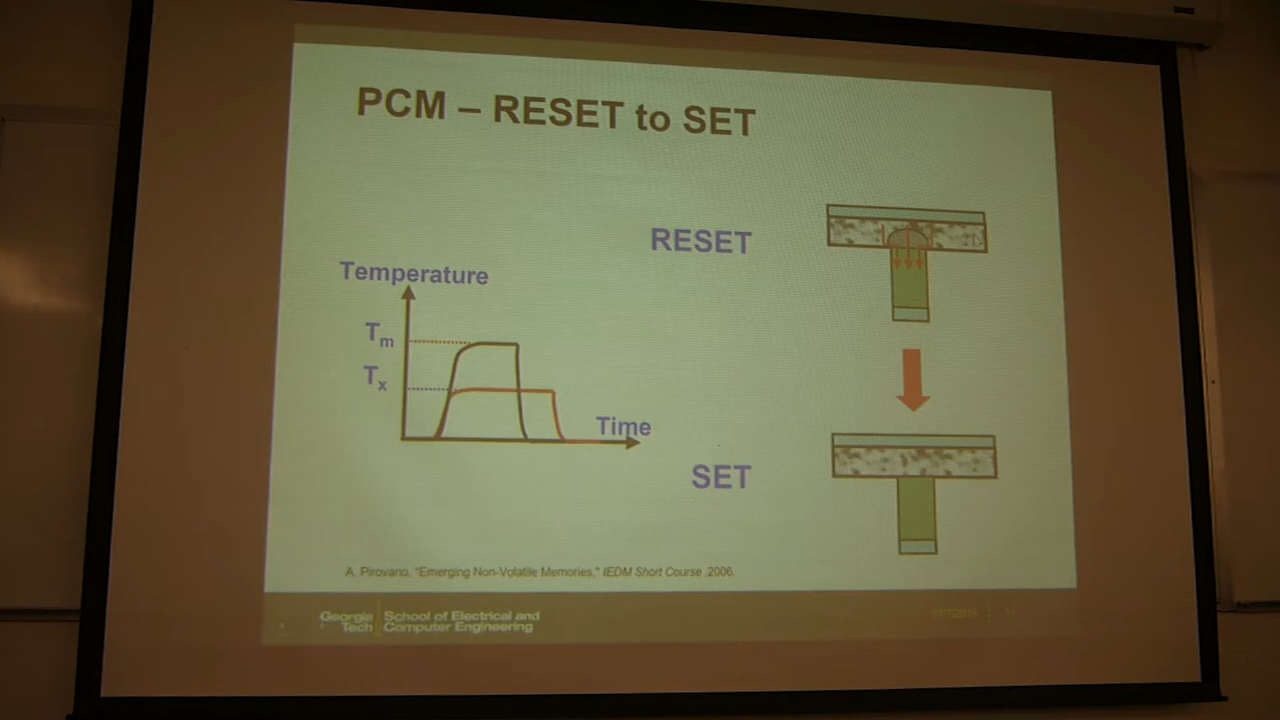 PCM – RESET to SET
RESET
Temperature
Tm
Tx
Time
SET
A. Pirovano, "Emerging Non-Volatile Memories," IEDM Short Course ,2006.
Georgia Tech
School of Electrical and
Computer Engineering